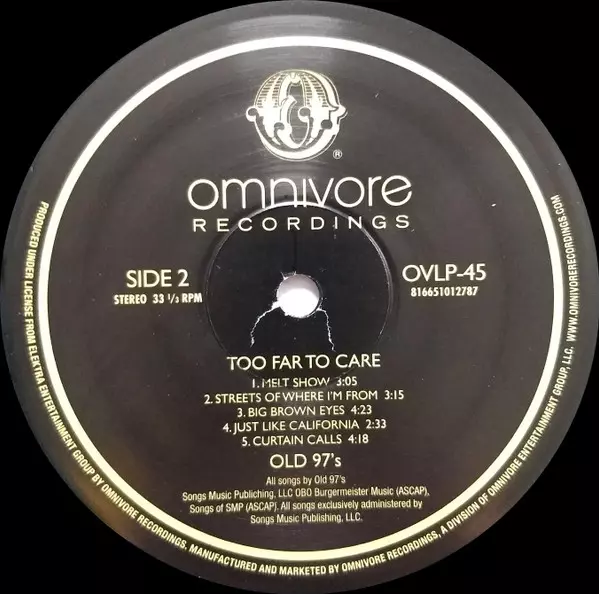 ®
omnivore
RECORDINGS
SIDE 2
STEREO 33 1/3 RPM
OVLP-45
816651012787
TOO FAR TO CARE
1. MELT SHOW 3:05
2. STREETS OF WHERE I'M FROM 3:15
3. BIG BROWN EYES 4:23
4. JUST LIKE CALIFORNIA 2:33
5. CURTAIN CALLS 4:18
OLD 97's
All songs by Old 97's
Songs Music Publiching, LLC OBO Burgermeister Music (ASCAP),
Songs of SMP (ASCAP). All songs exclusively administered by
Songs Music Publishing, LLC.
PRODUCED UNDER LICENSE FROM ELEKTRA ENTERTAINMENT GROUP BY OMNIVORE RECORDINGS. MANUFACTURED AND MARKETED BY OMNIVORE RECORDINGS, A DIVISION OF OMNIVORE ENTERTAINMENT GROUP, LLC. WWW.OMNIVORERECORDINGS.COM